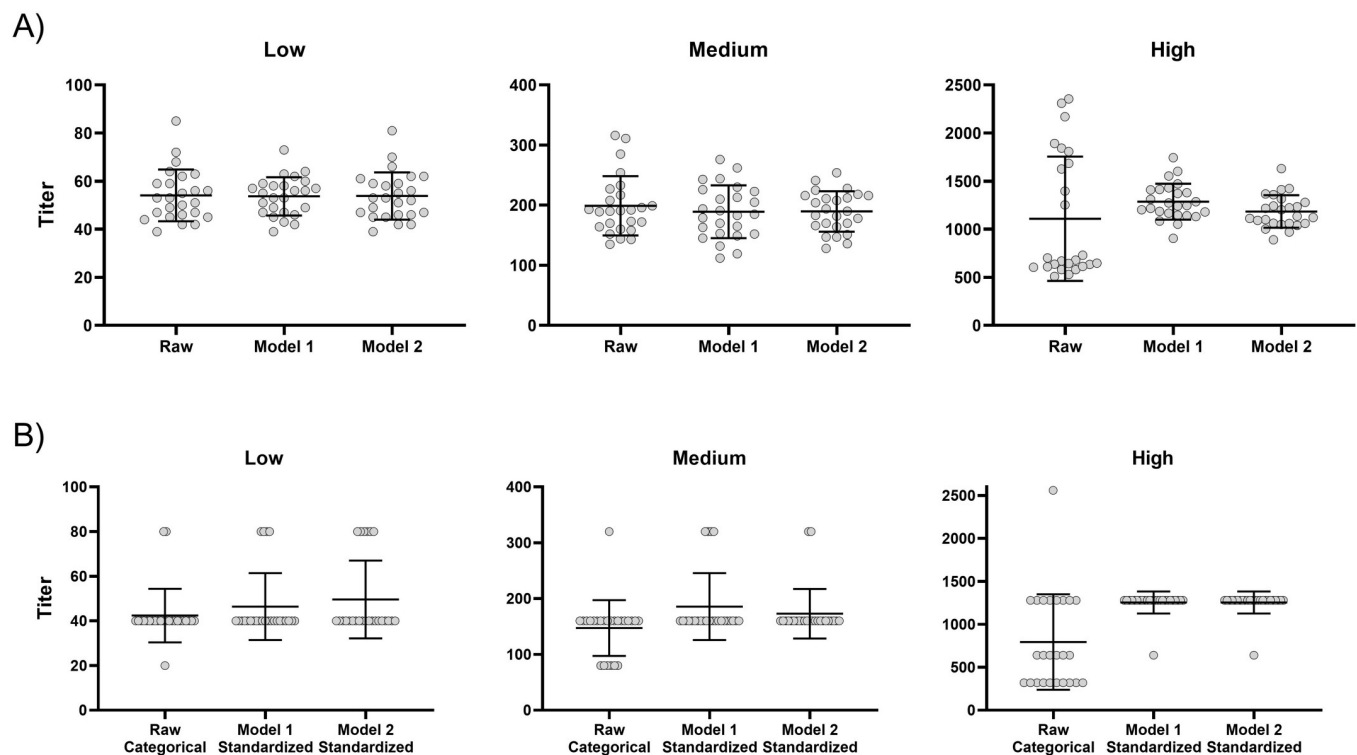 A)
Low
Medium
High
Titer
100
80
60
40
20
0
Raw
Model 1
Model 2
400
300
200
100
0
Raw
Model 1
Model 2
2500
2000
1500
1000
500
0
Raw
Model 1
Model 2
B)
Low
Medium
High
Titer
100
80
60
40
20
0
Raw
Categorical
Model 1
Standardized
Model 2
Standardized
400
300
200
100
0
Raw
Categorical
Model 1
Standardized
Model 2
Standardized
2500
2000
1500
1000
500
0
Raw
Categorical
Model 1
Standardized
Model 2
Standardized